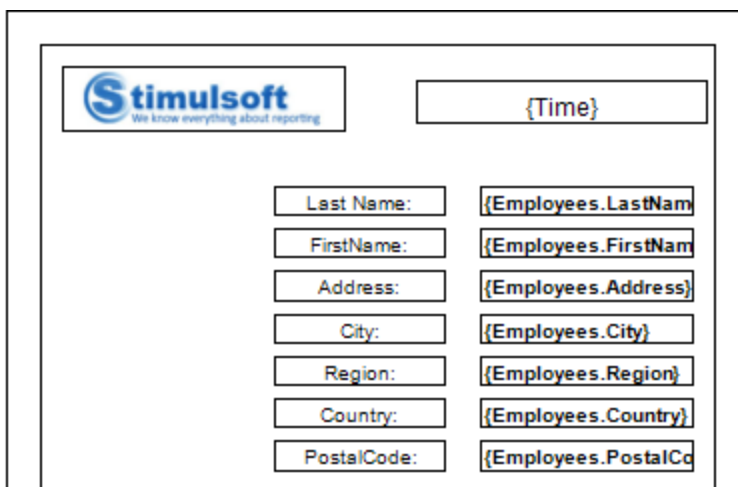 Stimulsoft
We know everything about reporting
{Time}
Last Name: {Employees.LastNam
FirstName: {Employees.FirstNam
Address: {Employees.Address}
City: {Employees.City}
Region: {Employees.Region}
Country: {Employees.Country}
PostalCode: {Employees.PostalCo